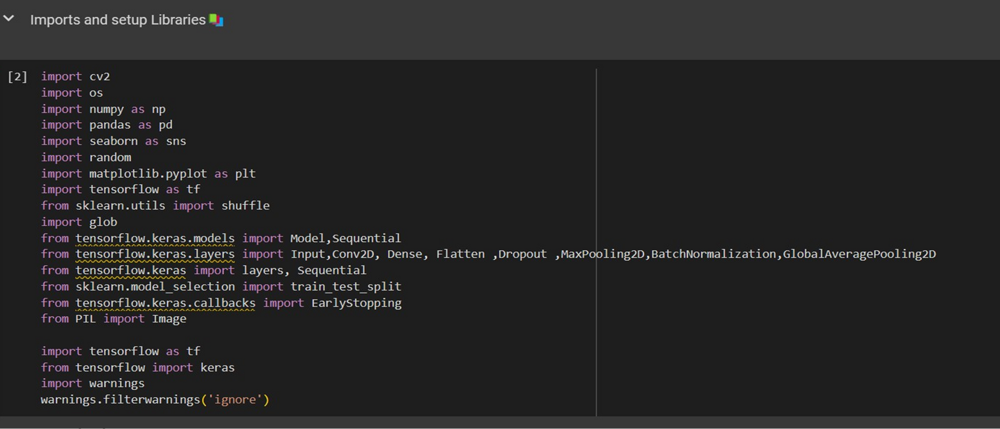 Imports and setup Libraries
[2] import cv2
import os
import numpy as np
import pandas as pd
import seaborn as sns
import random
import matplotlib.pyplot as plt
import tensorflow as tf
from sklearn.utils import shuffle
import glob
from tensorflow.keras.models import Model,Sequential
from tensorflow.keras.layers import Input,Conv2D, Dense, Flatten ,Dropout ,MaxPooling2D,BatchNormalization,GlobalAveragePooling2D
from tensorflow.keras import layers, Sequential
from sklearn.model_selection import train_test_split
from tensorflow.keras.callbacks import EarlyStopping
from PIL import Image
import tensorflow as tf
from tensorflow import keras
import warnings
warnings.filterwarnings('ignore')